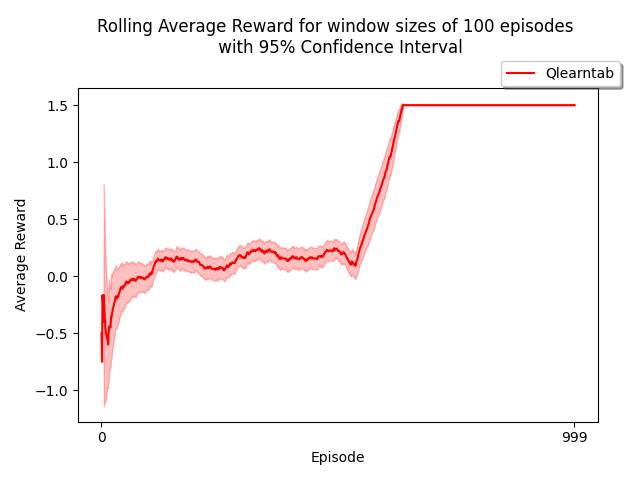 Rolling Average Reward for window sizes of 100 episodes
with 95% Confidence Interval
Qlearntab
1.5
1.0
0.5
0.0
−0.5
−1.0
Average Reward
0
999
Episode